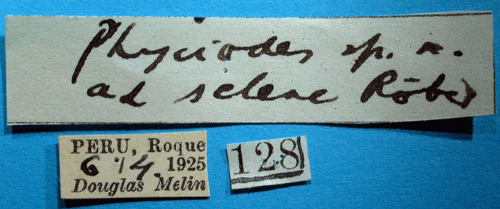 Phyciodes sp. n.
ad selene Röber
PERU, Roque
6/4. 1925
Douglas Melin
128